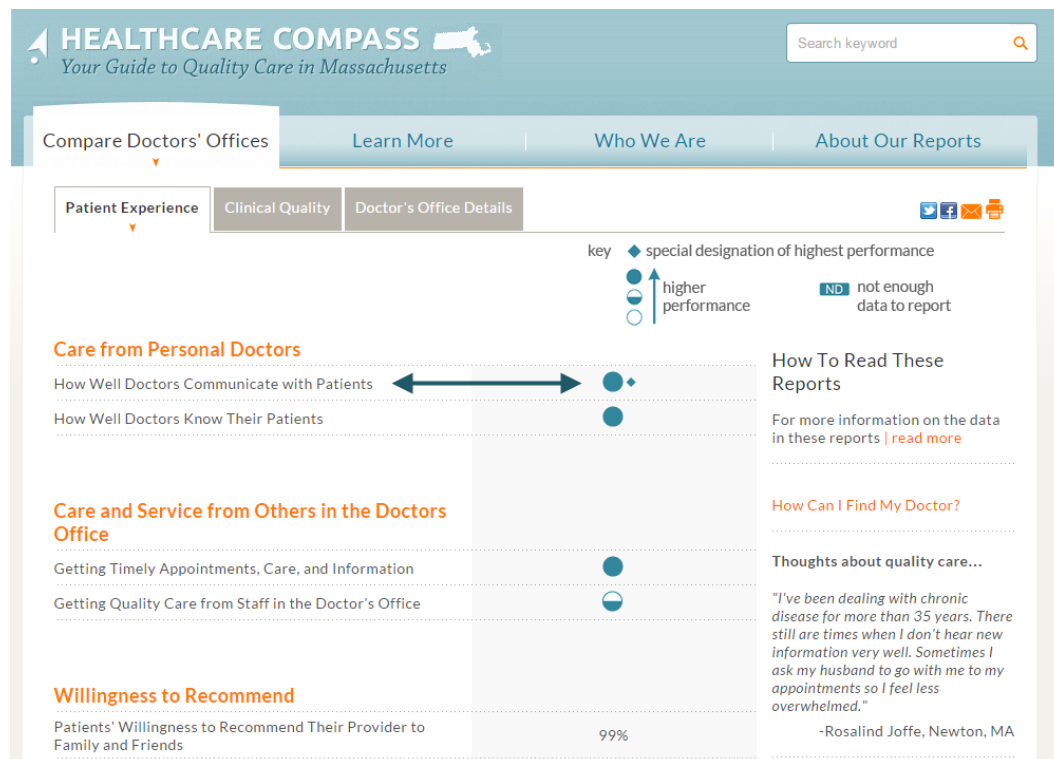 HEALTHCARE COMPASS
Your Guide to Quality Care in Massachusetts
Search keyword
Compare Doctors' Offices
Learn More
Who We Are
About Our Reports
Patient Experience
Clinical Quality
Doctor's Office Details
key
special designation of highest performance
higher
performance
ND
not enough
data to report
Care from Personal Doctors
How Well Doctors Communicate with Patients
How Well Doctors Know Their Patients
Care and Service from Others in the Doctors
Office
Getting Timely Appointments, Care, and Information
Getting Quality Care from Staff in the Doctor's Office
Willingness to Recommend
Patients' Willingness to Recommend Their Provider to
Family and Friends
99%
How To Read These
Reports
For more information on the data
in these reports | read more
How Can I Find My Doctor?
Thoughts about quality care...
"I've been dealing with chronic
disease for more than 35 years. There
still are times when I don't hear new
information very well. Sometimes I
ask my husband to go with me to my
appointments so I feel less
overwhelmed."
-Rosalind Joffe, Newton, MA